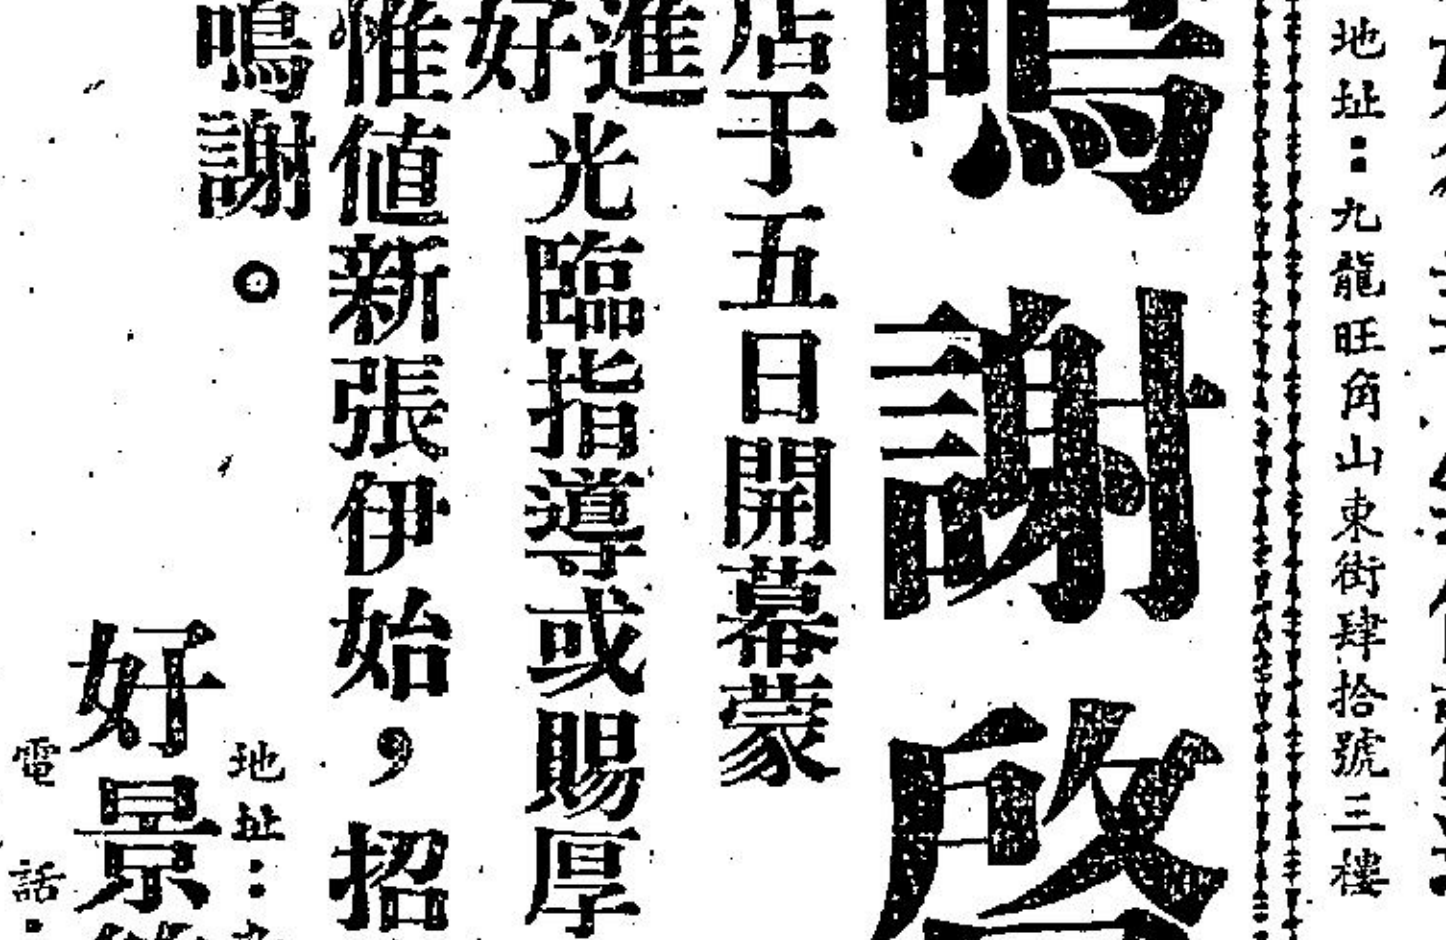 地址：九龍旺角山東街肆拾號三樓
鳴謝啓
店于五日開幕蒙
進
光臨指導或賜厚
好
惟値新張伊始，招
鳴謝。
地址：
好景
電話：